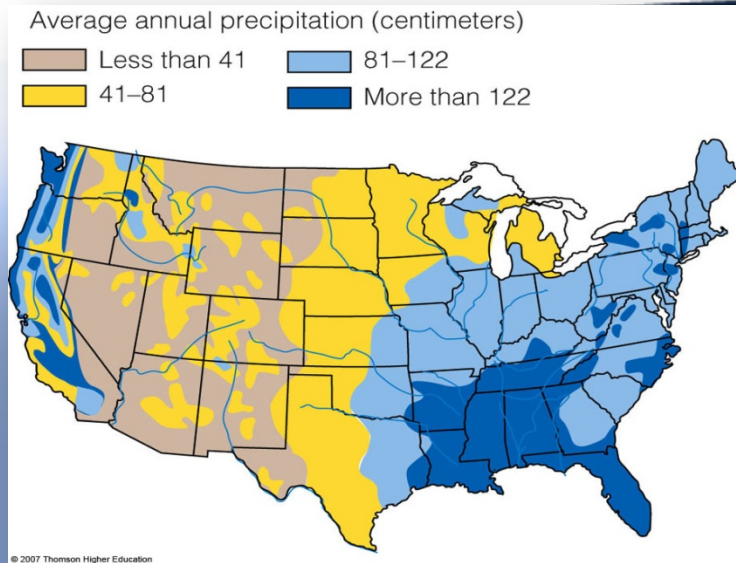 Average annual precipitation (centimeters)
Less than 41 81–122
41–81 More than 122
© 2007 Thomson Higher Education